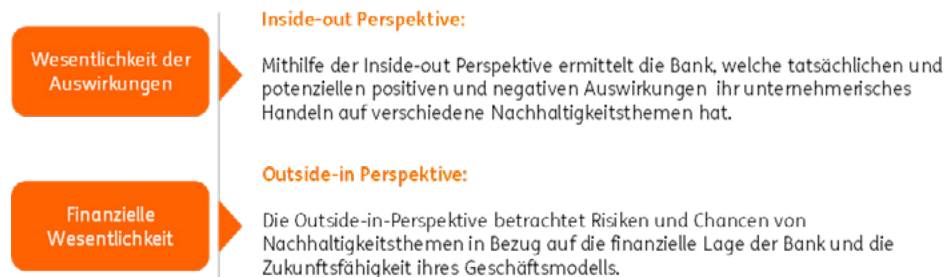 Wesentlichkeit der
Auswirkungen
Inside-out Perspektive:
Mithilfe der Inside-out Perspektive ermittelt die Bank, welche tatsächlichen und
potenziellen positiven und negativen Auswirkungen ihr unternehmerisches
Handeln auf verschiedene Nachhaltigkeitsthemen hat.
Finanzielle
Wesentlichkeit
Outside-in Perspektive:
Die Outside-in-Perspektive betrachtet Risiken und Chancen von
Nachhaltigkeitsthemen in Bezug auf die finanzielle Lage der Bank und die
Zukunftsfähigkeit ihres Geschäftsmodells.